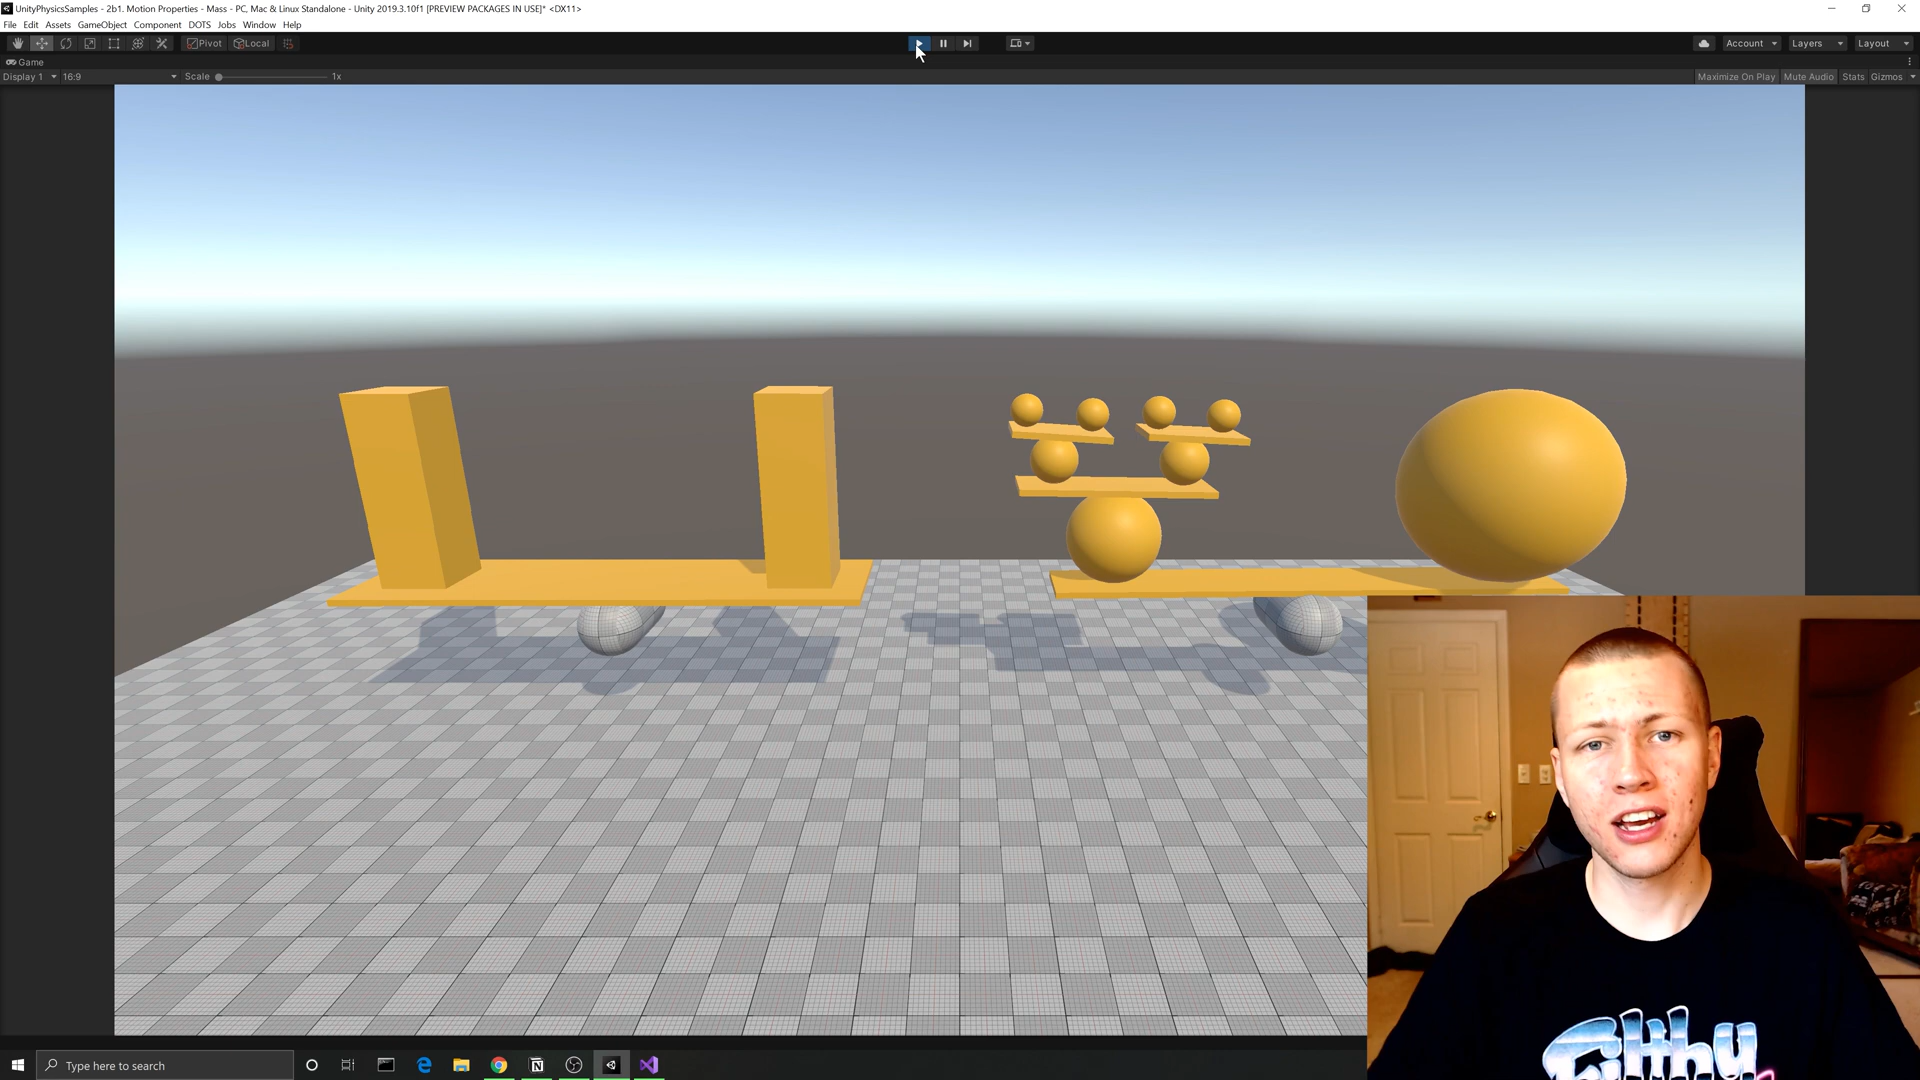 UnityPhysicsSamples - 2b1. Motion Properties - Mass - PC, Mac & Linux Standalone - Unity 2019.3.10f1 [PREVIEW PACKAGES IN USE]* <DX11>
File Edit Assets GameObject Component DOTS Jobs Window Help
Pivot Local Account Layers Layout
Game
Display 1 16:9 Scale 1x Maximize On Play Mute Audio Stats Gizmos
Filthy
Type here to search